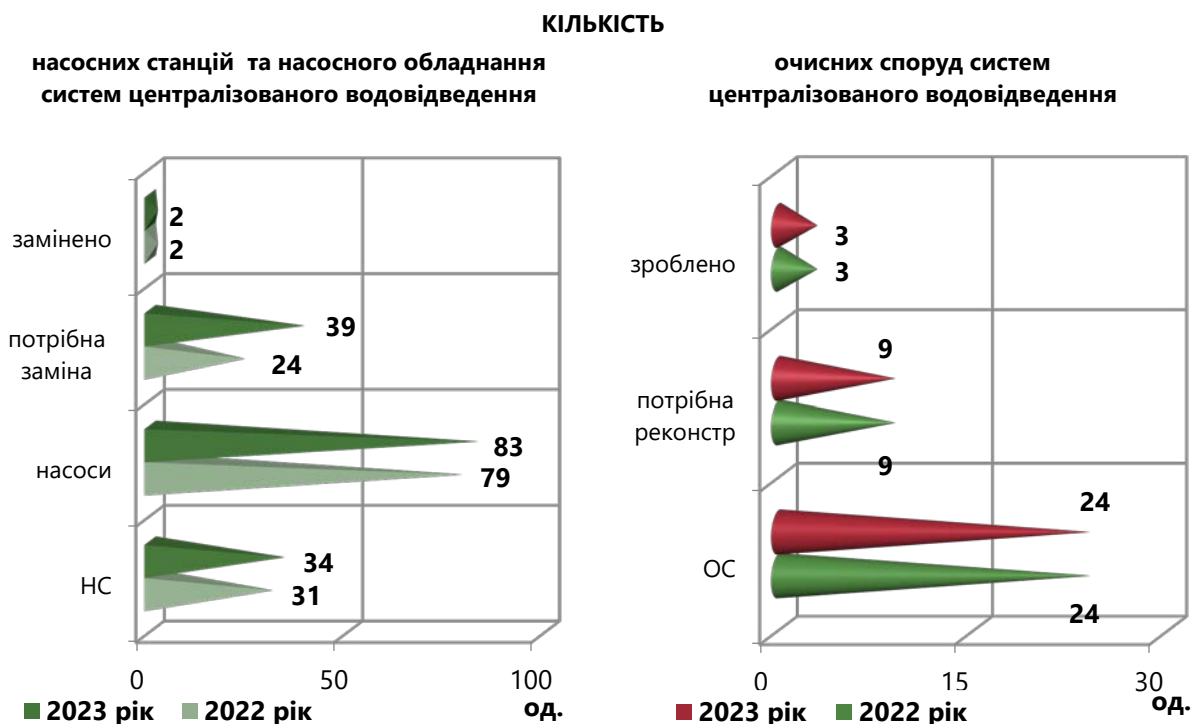 КІЛЬКІСТЬ
насосних станцій та насосного обладнання
систем централізованого водовідведення
замінено
2
2
потрібна
заміна
39
24
насоси
83
79
НС
34
31
0
50
100
2023 рік
2022 рік
од.
очисних споруд систем
централізованого водовідведення
зроблено
3
3
потрібна
реконстр
9
9
ОС
24
24
0
15
30
2023 рік
2022 рік
од.